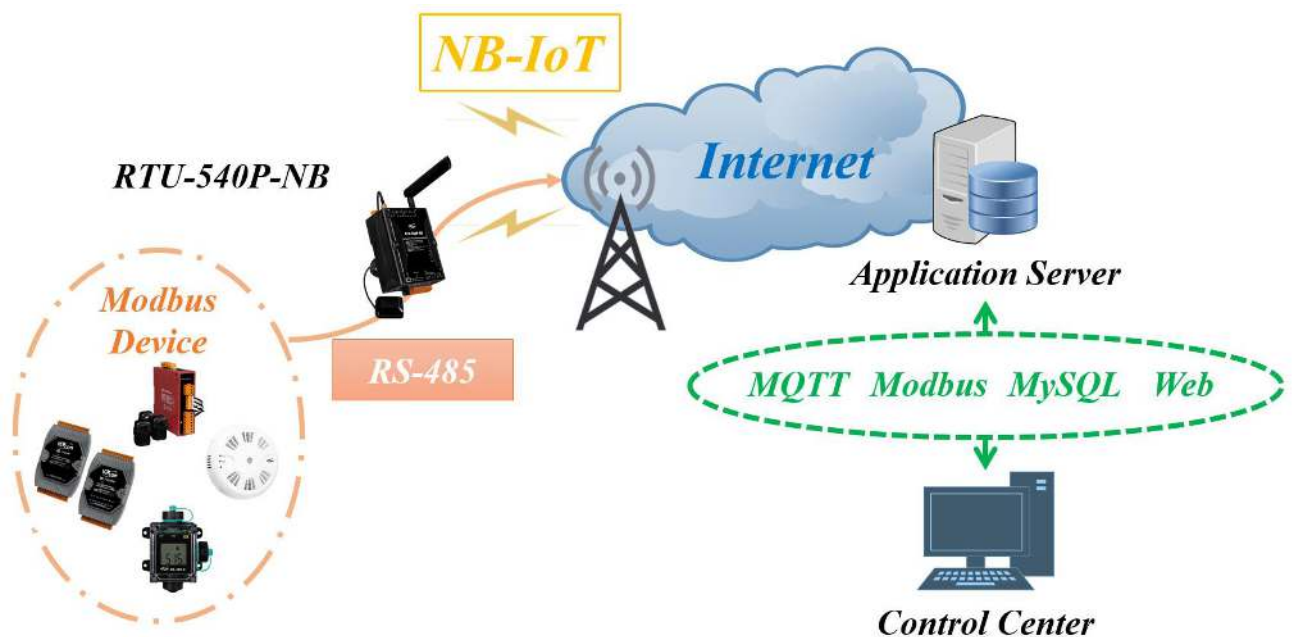 NB-IoT
RTU-540P-NB
Internet
Application Server
Modbus
Device
RS-485
MQTT Modbus MySQL Web
Control Center